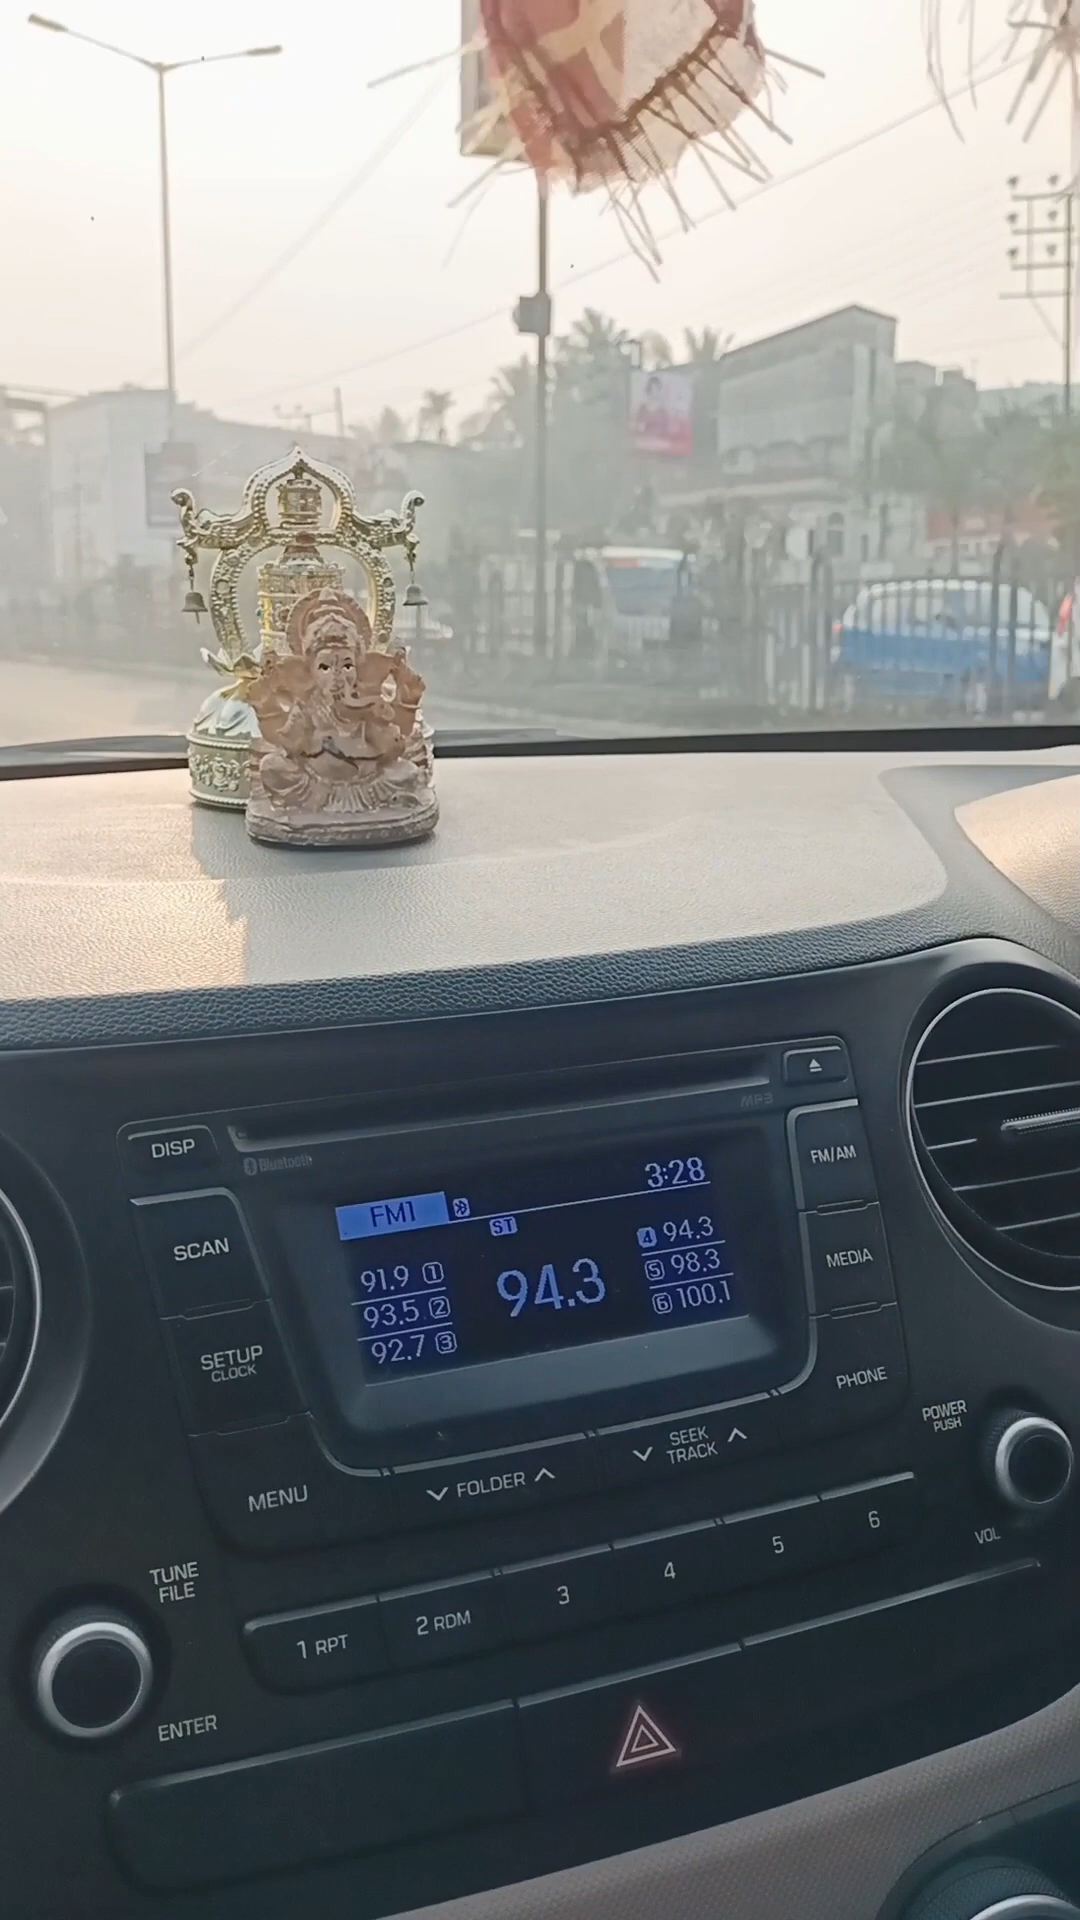 DISP
Bluetooth
MP3
FM/AM
SCAN
MEDIA
SETUP
CLOCK
PHONE
MENU
FM1
3:28
ST
91.9 1
93.5 2
92.7 3
94.3
4 94.3
5 98.3
6 100.1
FOLDER
SEEK
TRACK
POWER
PUSH
VOL
TUNE
FILE
ENTER
1 RPT
2 RDM
3
4
5
6